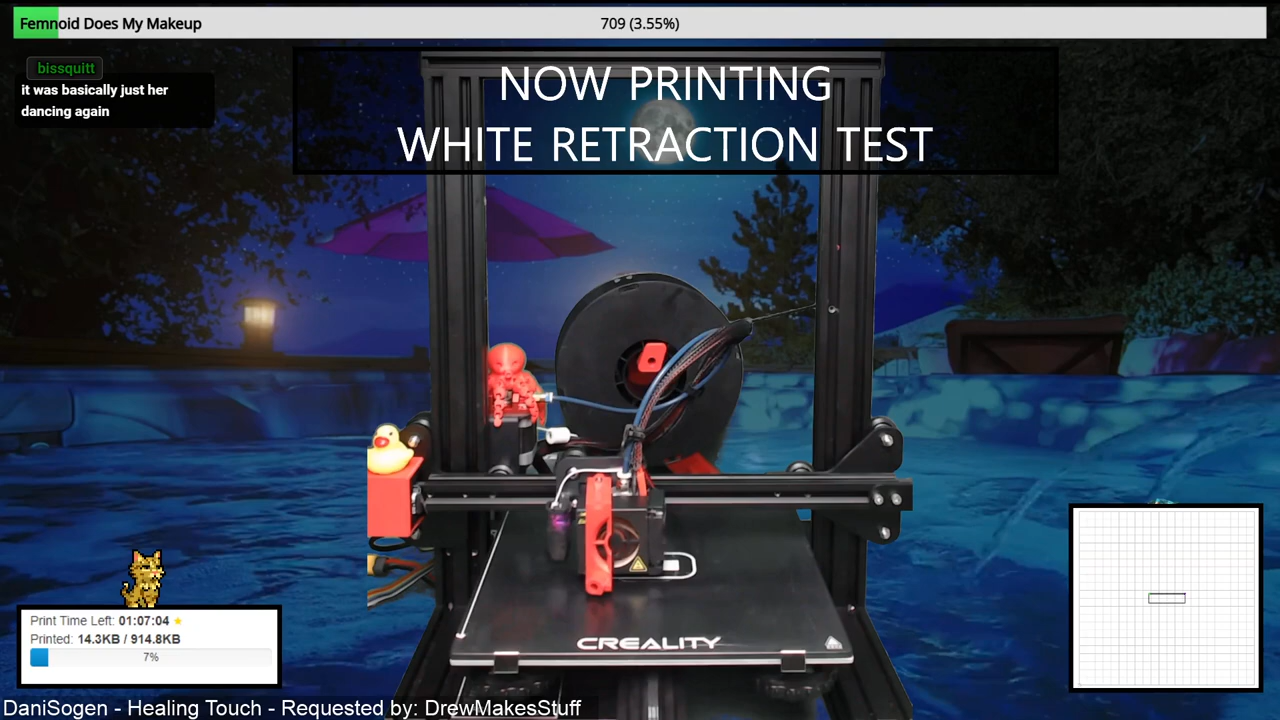 Femnoid Does My Makeup
709 (3.55%)
bissquitt
it was basically just her
dancing again
NOW PRINTING
WHITE RETRACTION TEST
CREALITY
Print Time Left: 01:07:04
Printed: 14.3KB / 914.8KB
7%
DaniSogen - Healing Touch - Requested by: DrewMakesStuff